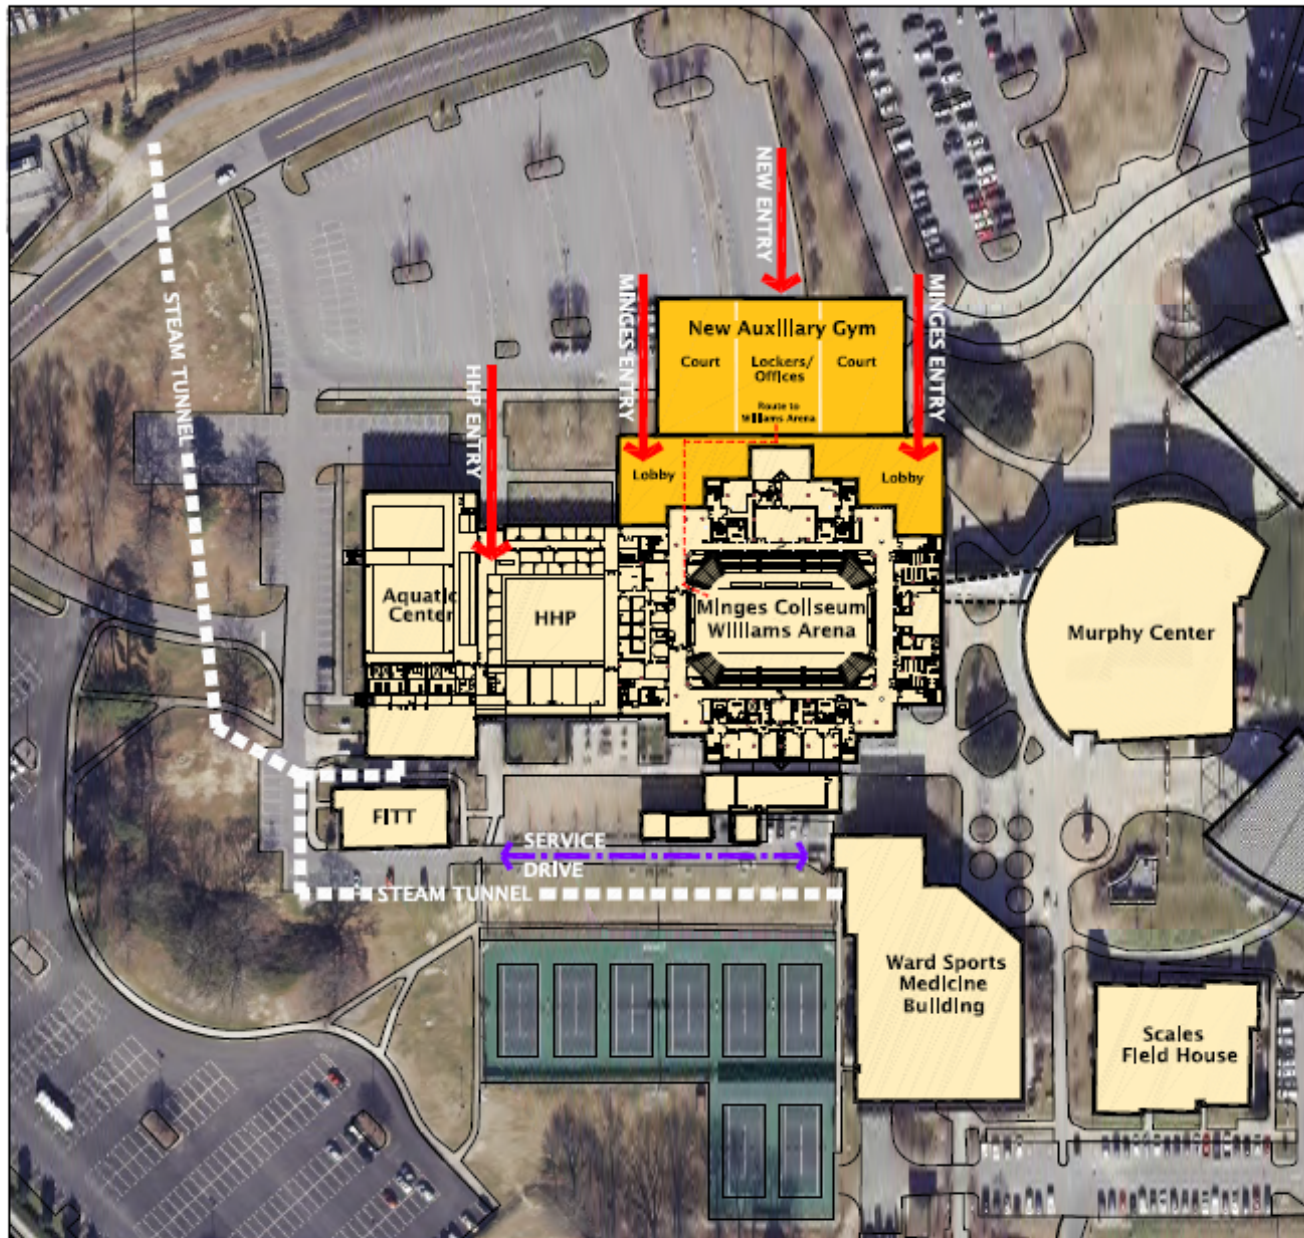 NEW ENTRY
MINGES ENTRY
MINGES ENTRY
HHP ENTRY
STEAM TUNNEL
New Auxiliary Gym
Court
Lockers/
Offices
Court
Route to
Williams Arena
Lobby
Lobby
Aquatic
Center
HHP
Minges Coliseum
Williams Arena
Murphy Center
FITT
SERVICE
DRIVE
STEAM TUNNEL
Ward Sports
Medicine
Building
Scales
Field House